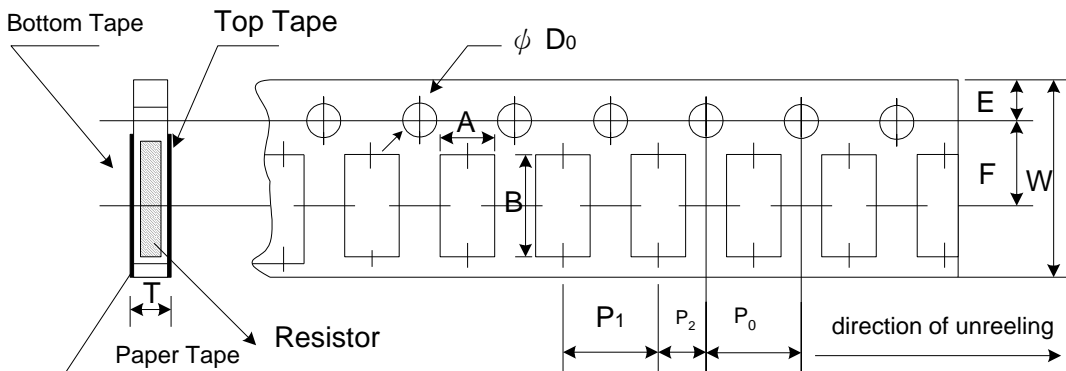 Bottom Tape
Top Tape
ψ D0
E
A
F
W
B
T
P1
P2
P0
Resistor
direction of unreeling
Paper Tape